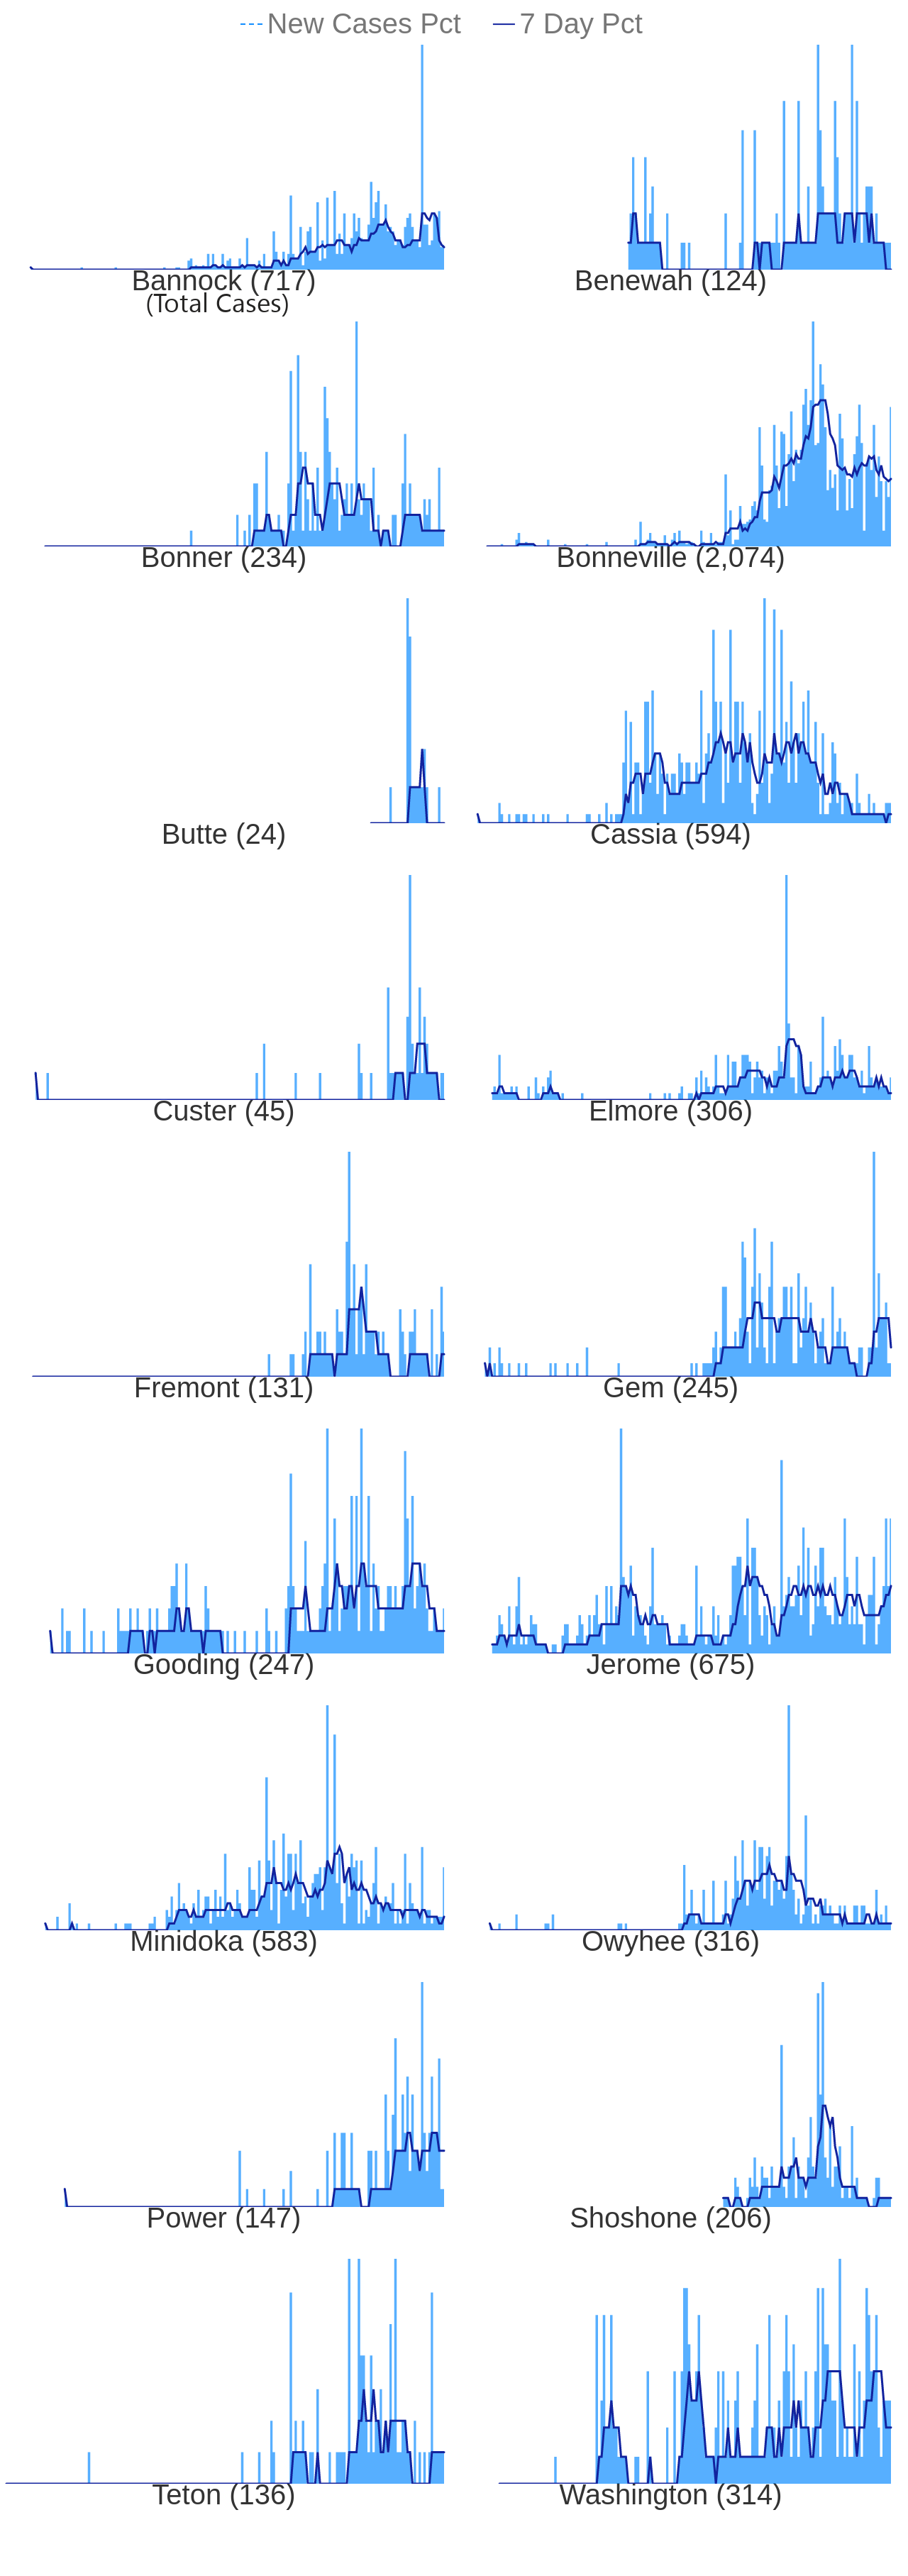 New Cases Pct 7 Day Pct
Bannock (717) Benewah (124)
(Total Cases)
Bonner (234) Bonneville (2,074)
Butte (24) Cassia (594)
Custer (45) Elmore (306)
Fremont (131) Gem (245)
Gooding (247) Jerome (675)
Minidoka (583) Owyhee (316)
Power (147) Shoshone (206)
Teton (136) Washington (314)